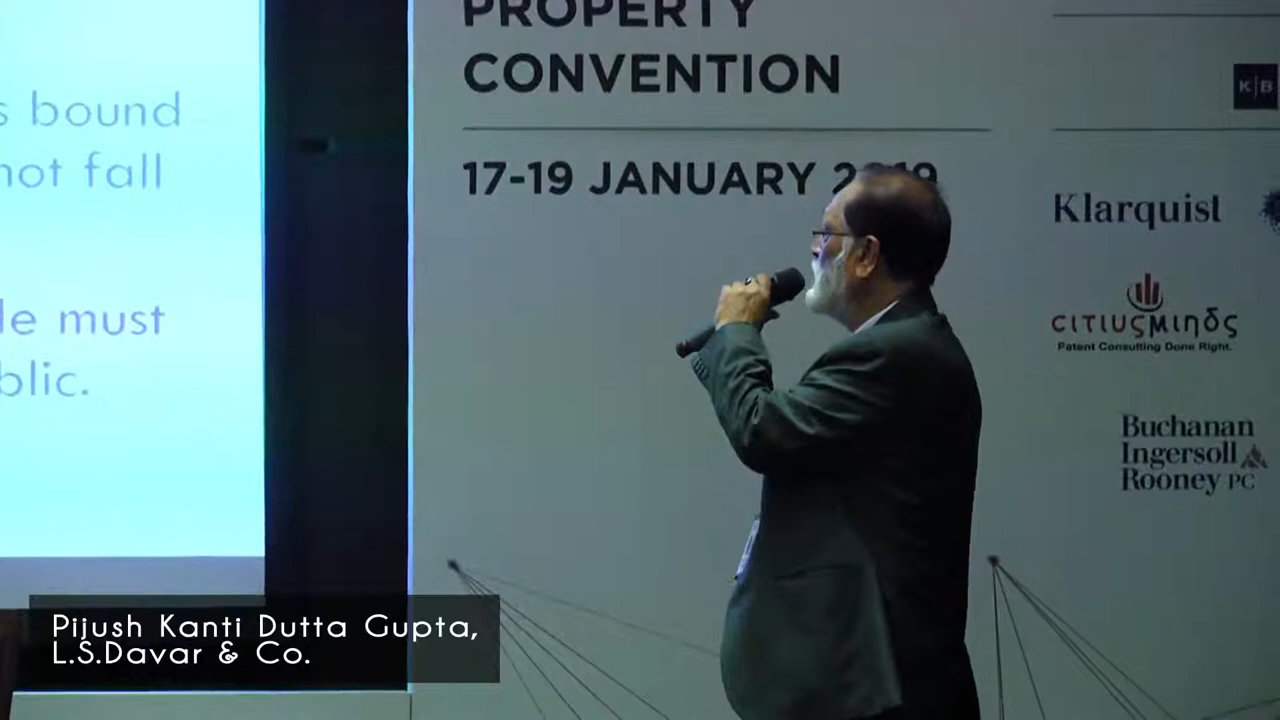 s bound
not fall
le must
blic.
PROPERTY
CONVENTION
17-19 JANUARY 2019
K|B
Klarquist
CITIUSMINDS
Patent Consulting Done Right.
Buchanan
Ingersoll
Rooney PC
Pijush Kanti Dutta Gupta,
L.S.Davar & Co.